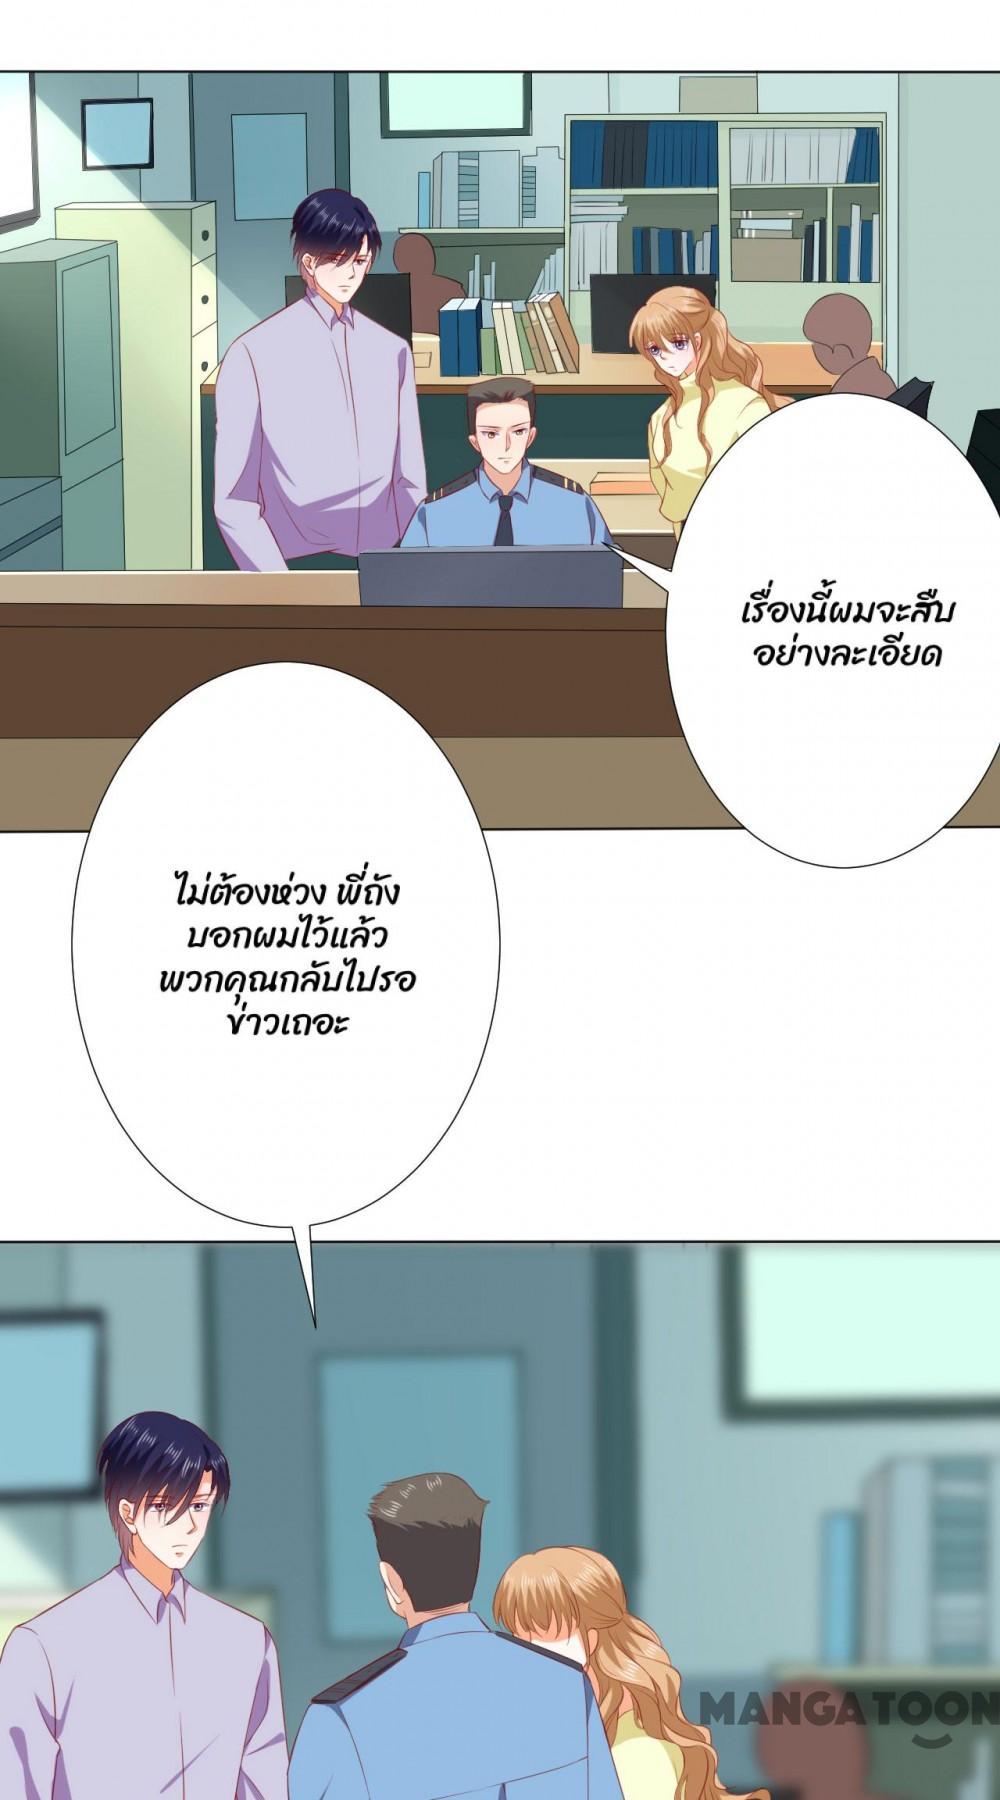 เรื่องนี้ผมจะสืบ
อย่างละเอียด
ไม่ต้องห่วง พี่ถัง
บอกผมไว้แล้ว
พวกคุณกลับไปรอ
ข่าวเถอะ
MANGATOON